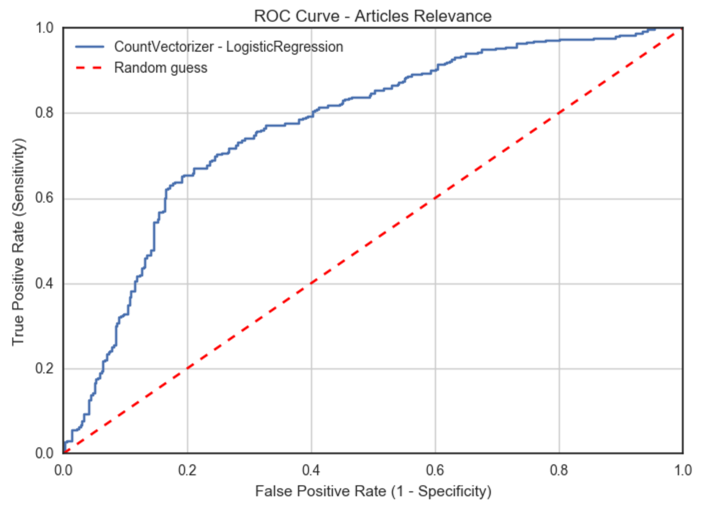 ROC Curve - Articles Relevance
CountVectorizer - LogisticRegression
Random guess
1.0
0.8
0.6
0.4
0.2
0.0
True Positive Rate (Sensitivity)
0.0 0.2 0.4 0.6 0.8 1.0
False Positive Rate (1 - Specificity)